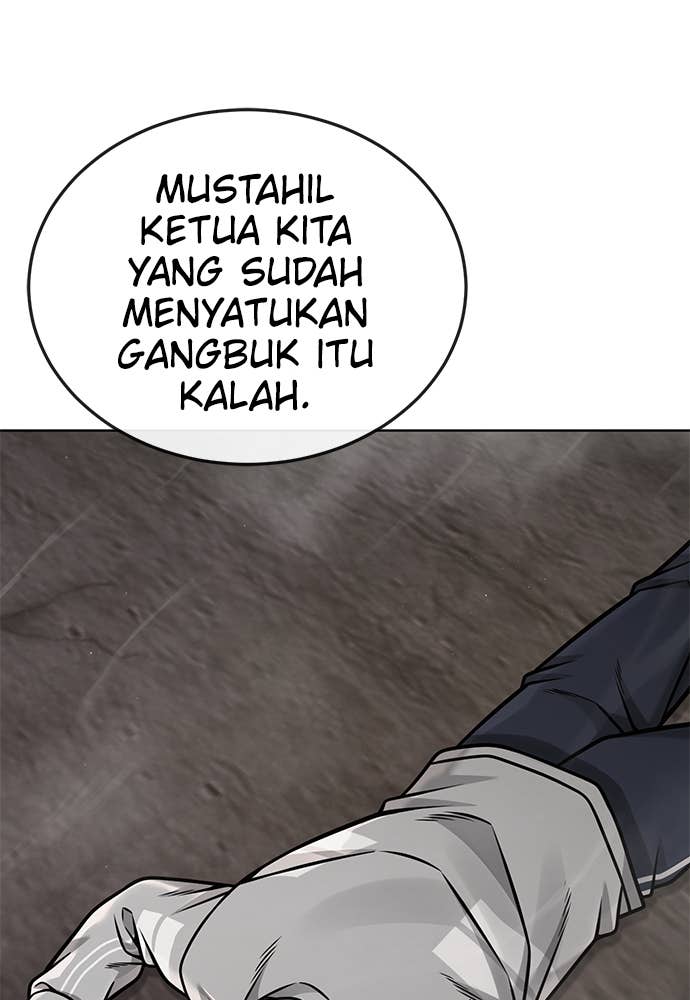 MUSTAHIL
KETUA KITA
YANG SUDAH
MENYATUKAN
GANGBUK ITU
KALAH.